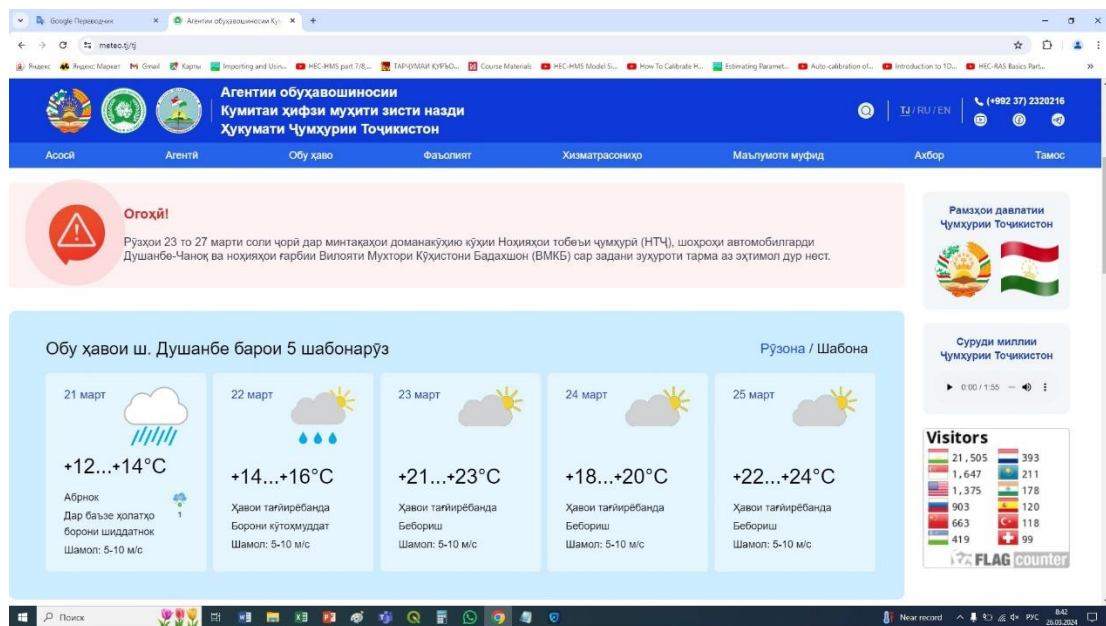 Google Переводчик
Агентии обуҳавошиносии Ҷу
meteo.tj/tj
Яндекс
Яндекс Маркет
Gmail
Карты
Importing and Usin...
HEC-HMS part 7/8,...
ТАРҶУМАИ ҚУРЪО...
Course Materials
HEC-HMS Model Si...
How To Calibrate H...
Estimating Paramet...
Auto-calibration of...
Introduction to 1D...
HEC-RAS Basics Part...
Агентии обуҳавошиносии
Кумитаи ҳифзи муҳити зисти назди
Ҳукумати Ҷумҳурии Тоҷикистон
TJ / RU / EN
(+992 37) 2320216
Асосӣ
Агентӣ
Обу ҳаво
Фаъолият
Хизматрасониҳо
Маълумоти муфид
Ахбор
Тамос
Огоҳӣ!
Рӯзҳои 23 то 27 марти соли ҷорӣ дар минтақаҳои доманакӯҳию кӯҳии Ноҳияҳои тобеъи ҷумҳурӣ (НТҶ), шоҳроҳи автомобилгарди
Душанбе-Чаноқ ва ноҳияҳои ғарбии Вилояти Мухтори Кӯҳистони Бадахшон (ВМКБ) сар задани зуҳуроти тарма аз эҳтимол дур нест.
Рамзҳои давлатии
Ҷумҳурии Тоҷикистон
Обу ҳавои ш. Душанбе барои 5 шабонарӯз
Рӯзона / Шабона
21 март
+12...+14°C
Абрнок
Дар баъзе ҳолатҳо
борони шиддатнок
1
Шамол: 5-10 м/с
22 март
+14...+16°C
Ҳавои тағйирёбанда
Борони кӯтоҳмуддат
Шамол: 5-10 м/с
23 март
+21...+23°C
Ҳавои тағйирёбанда
Бебориш
Шамол: 5-10 м/с
24 март
+18...+20°C
Ҳавои тағйирёбанда
Бебориш
Шамол: 5-10 м/с
25 март
+22...+24°C
Ҳавои тағйирёбанда
Бебориш
Шамол: 5-10 м/с
Суруди миллии
Ҷумҳурии Тоҷикистон
0:00 / 1:55
Visitors
21,505 393
1,647 211
1,375 178
903 120
663 118
419 99
FLAG counter
Поиск
Near record
РУС
8:42
26.03.2024